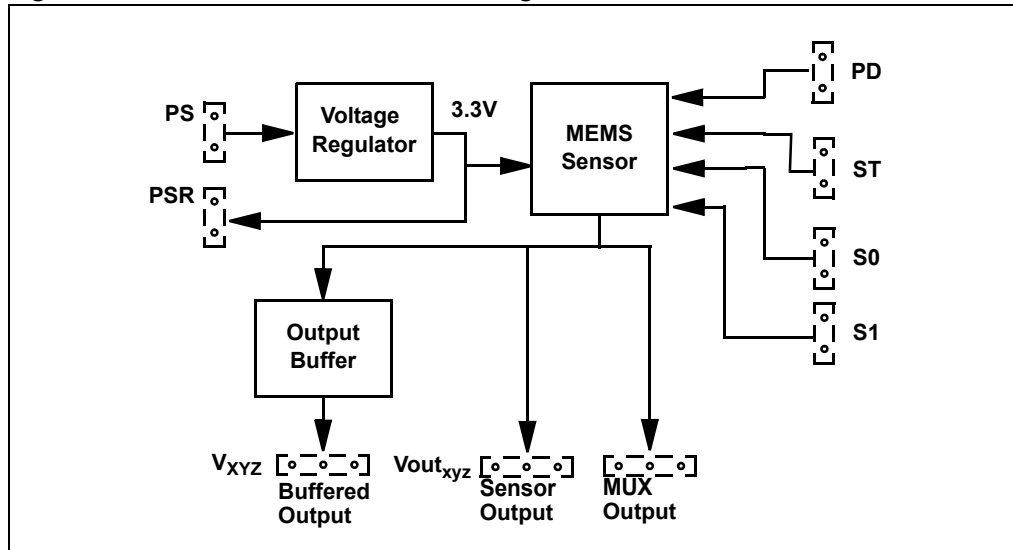 PS
Voltage
Regulator
3.3V
MEMS
Sensor
PD
ST
PSR
S0
S1
Output
Buffer
VXYZ
Buffered
Output
Voutxyz
Sensor
Output
MUX
Output